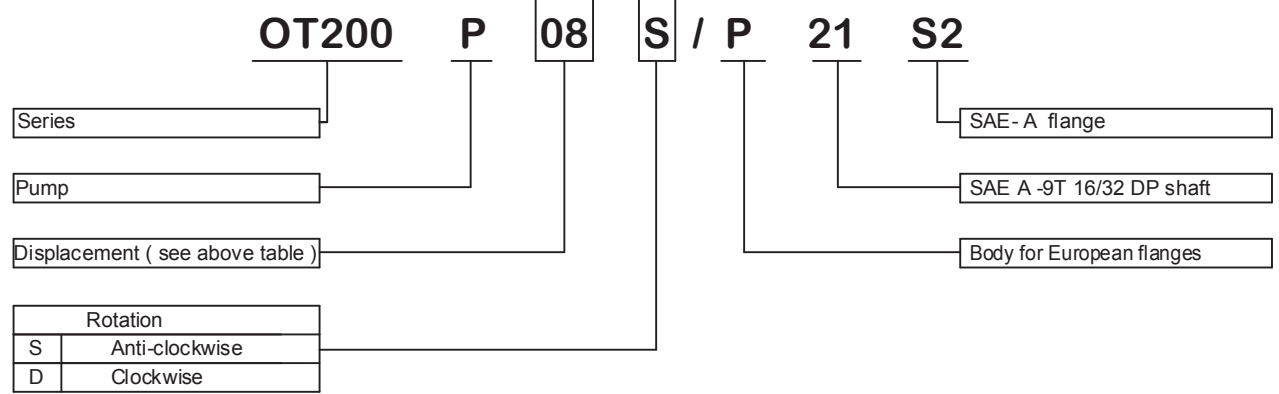 OT200 P 08 S / P 21 S2
Series
SAE- A flange
Pump
SAE A -9T 16/32 DP shaft
Displacement ( see above table )
Body for European flanges
Rotation
S Anti-clockwise
D Clockwise